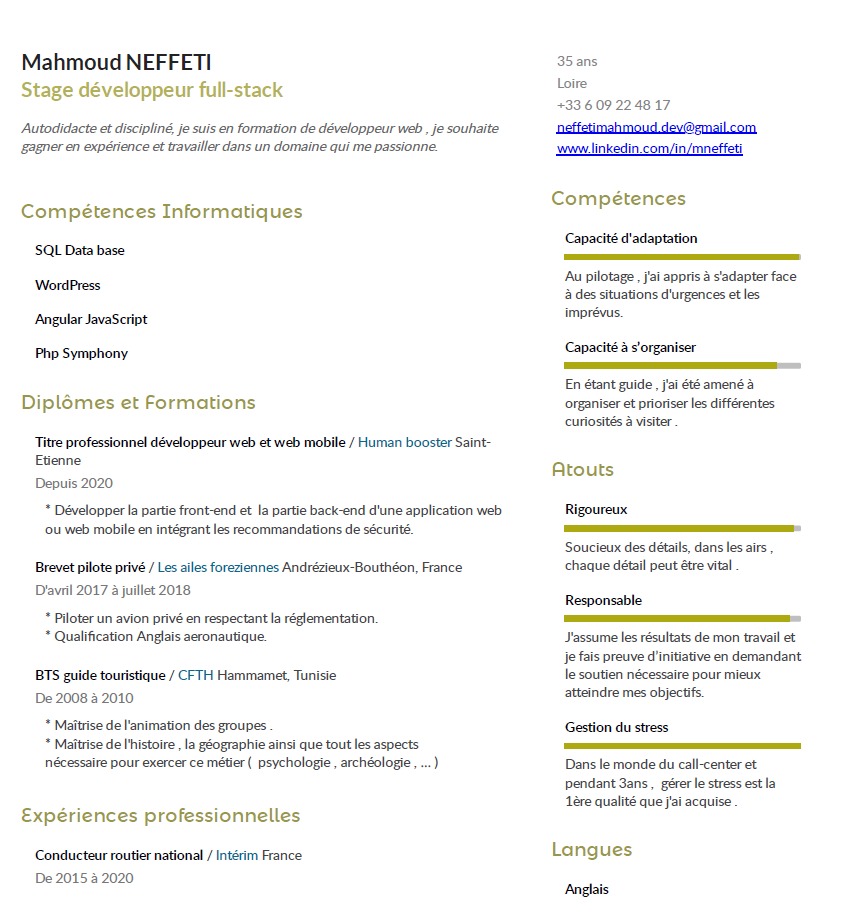 Mahmoud NEFFETI
Stage développeur full-stack
Autodidacte et discipliné, je suis en formation de développeur web , je souhaite
gagner en expérience et travailler dans un domaine qui me passionne.
Compétences Informatiques
SQL Data base
WordPress
Angular JavaScript
Php Symphony
Diplômes et Formations
Titre professionnel développeur web et web mobile / Human booster Saint-
Etienne
Depuis 2020
* Développer la partie front-end et la partie back-end d'une application web
ou web mobile en intégrant les recommandations de sécurité.
Brevet pilote privé / Les ailes foreziennes Andrézieux-Bouthéon, France
D'avril 2017 à juillet 2018
* Piloter un avion privé en respectant la réglementation.
* Qualification Anglais aeronautique.
BTS guide touristique / CFTH Hammamet, Tunisie
De 2008 à 2010
* Maîtrise de l'animation des groupes .
* Maîtrise de l'histoire , la géographie ainsi que tout les aspects
nécessaire pour exercer ce métier ( psychologie , archéologie , ... )
Expériences professionnelles
Conducteur routier national / Intérim France
De 2015 à 2020
35 ans
Loire
+33 6 09 22 48 17
neffetimahmoud.dev@gmail.com
www.linkedin.com/in/mneffeti
Compétences
Capacité d'adaptation
Au pilotage , j'ai appris à s'adapter face
à des situations d'urgences et les
imprévus.
Capacité à s'organiser
En étant guide , j'ai été amené à
organiser et prioriser les différentes
curiosités à visiter .
Atouts
Rigoureux
Soucieux des détails, dans les airs ,
chaque détail peut être vital .
Responsable
J'assume les résultats de mon travail et
je fais preuve d’initiative en demandant
le soutien nécessaire pour mieux
atteindre mes objectifs.
Gestion du stress
Dans le monde du call-center et
pendant 3ans , gérer le stress est la
1ère qualité que j'ai acquise .
Langues
Anglais